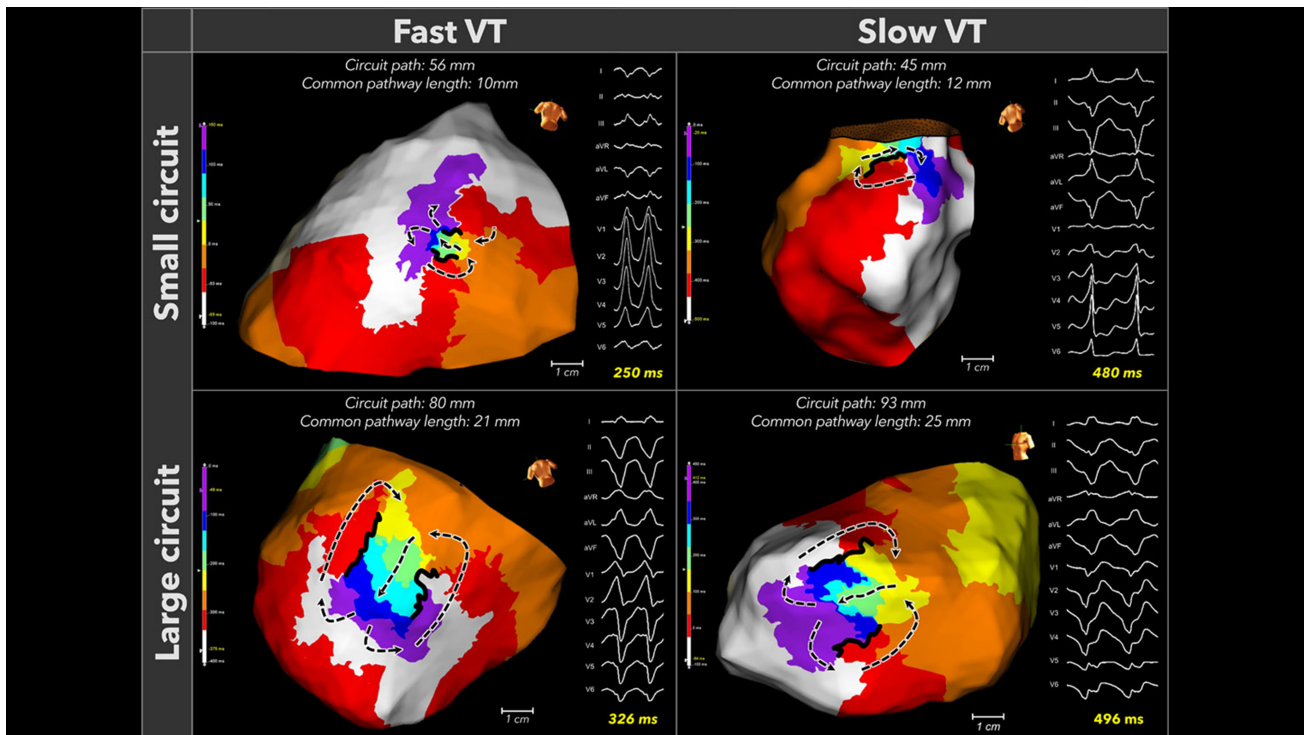 Fast VT
Slow VT
Small circuit
Circuit path: 56 mm
Common pathway length: 10mm
I
II
III
aVR
aVL
aVF
V1
V2
V3
V4
V5
V6
1 cm
250 ms
Circuit path: 45 mm
Common pathway length: 12 mm
I
II
III
aVR
aVL
aVF
V1
V2
V3
V4
V5
V6
1 cm
480 ms
Large circuit
Circuit path: 80 mm
Common pathway length: 21 mm
I
II
III
aVR
aVL
aVF
V1
V2
V3
V4
V5
V6
1 cm
326 ms
Circuit path: 93 mm
Common pathway length: 25 mm
I
II
III
aVR
aVL
aVF
V1
V2
V3
V4
V5
V6
1 cm
496 ms